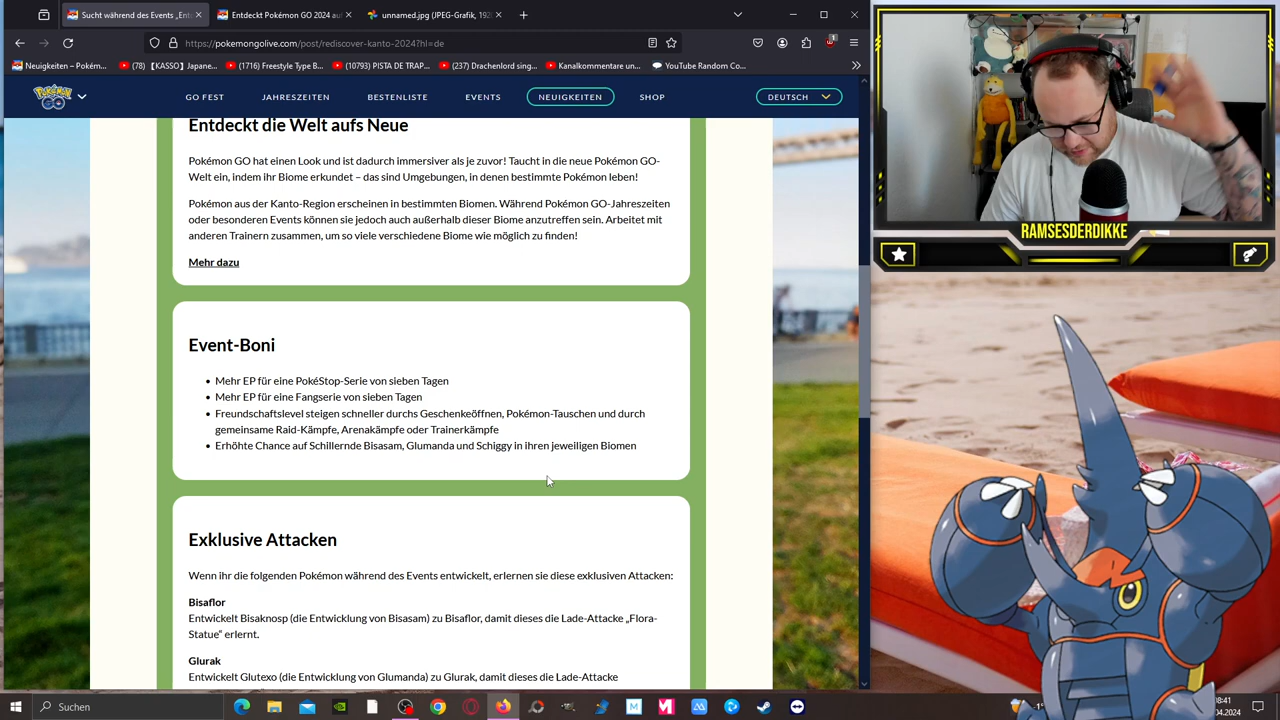 Sucht während des Events „Ent
Entdeckt Pokémon GO 2024 auf
unnamed.jpg (JPEG-Grafik, 192
https://pokemongolive.com/post/rediscover-kanto-2024?hl=de
Neuigkeiten – Pokém...
(78) 【KASSO】Japane...
(1716) Freestyle Type B...
(10793) PISTA DE TRAP...
(237) Drachenlord sing...
Kanalkommentare un...
YouTube Random Co...
GO FEST
JAHRESZEITEN
BESTENLISTE
EVENTS
NEUIGKEITEN
SHOP
DEUTSCH
Entdeckt die Welt aufs Neue
Pokémon GO hat einen Look und ist dadurch immersiver als je zuvor! Taucht in die neue Pokémon GO-
Welt ein, indem ihr Biome erkundet – das sind Umgebungen, in denen bestimmte Pokémon leben!
Pokémon aus der Kanto-Region erscheinen in bestimmten Biomen. Während Pokémon GO-Jahreszeiten
oder besonderen Events können sie jedoch auch außerhalb dieser Biome anzutreffen sein. Arbeitet mit
anderen Trainern zusammen, um so viele verschiedene Biome wie möglich zu finden!
Mehr dazu
Event-Boni
• Mehr EP für eine PokéStop-Serie von sieben Tagen
• Mehr EP für eine Fangserie von sieben Tagen
• Freundschaftslevel steigen schneller durchs Geschenkeöffnen, Pokémon-Tauschen und durch
gemeinsame Raid-Kämpfe, Arenakämpfe oder Trainerkämpfe
• Erhöhte Chance auf Schillernde Bisasam, Glumanda und Schiggy in ihren jeweiligen Biomen
Exklusive Attacken
Wenn ihr die folgenden Pokémon während des Events entwickelt, erlernen sie diese exklusiven Attacken:
Bisaflor
Entwickelt Bisaknosp (die Entwicklung von Bisasam) zu Bisaflor, damit dieses die Lade-Attacke „Flora-
Statue“ erlernt.
Glurak
Entwickelt Glutexo (die Entwicklung von Glumanda) zu Glurak, damit dieses die Lade-Attacke
RAMSESDERDIKKE
Suchen
8:41
.04.2024